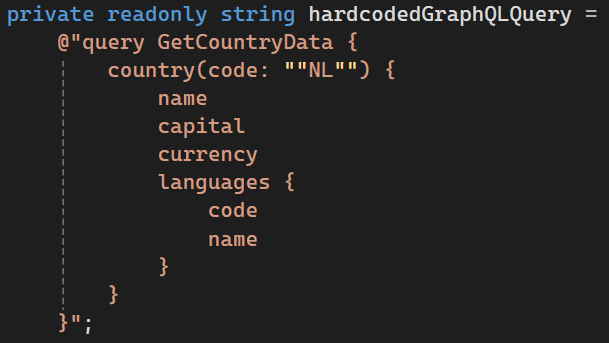 private readonly string hardcodedGraphQLQuery =
    @"query GetCountryData {
        country(code: ""NL"") {
            name
            capital
            currency
            languages {
                code
                name
            }
        }
    }";